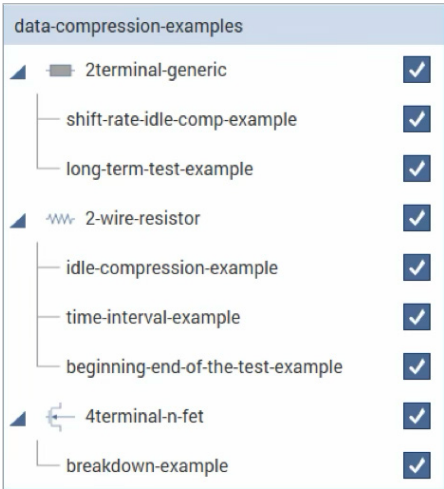 data-compression-examples
2terminal-generic
shift-rate-idle-comp-example
long-term-test-example
2-wire-resistor
idle-compression-example
time-interval-example
beginning-end-of-the-test-example
4terminal-n-fet
breakdown-example